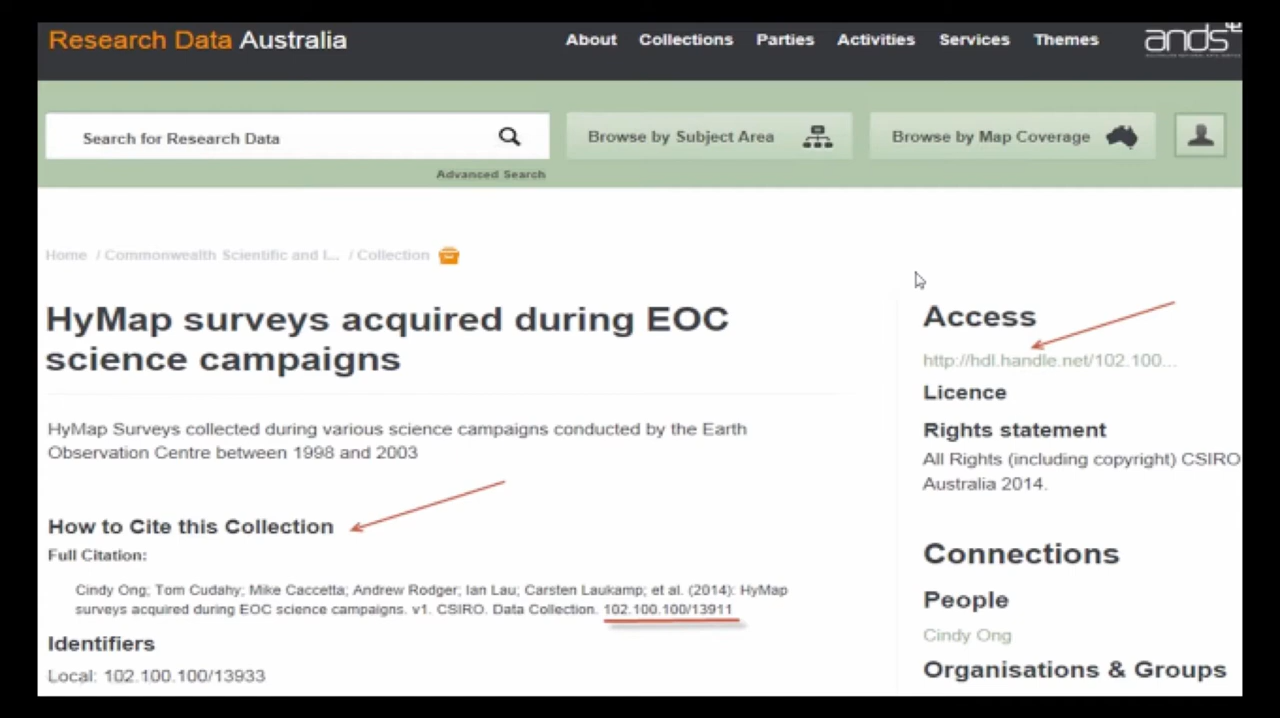 Research Data Australia
About Collections Parties Activities Services Themes
ands
Search for Research Data
Browse by Subject Area
Browse by Map Coverage
Advanced Search
Home / Commonwealth Scientific and I... / Collection
HyMap surveys acquired during EOC
science campaigns
HyMap Surveys collected during various science campaigns conducted by the Earth
Observation Centre between 1998 and 2003
How to Cite this Collection
Full Citation:
Cindy Ong; Tom Cudahy; Mike Caccetta; Andrew Rodger; Ian Lau; Carsten Laukamp; et al. (2014): HyMap
surveys acquired during EOC science campaigns. v1. CSIRO. Data Collection. 102.100.100/13911
Identifiers
Local: 102.100.100/13933
Access
http://hdl.handle.net/102.100...
Licence
Rights statement
All Rights (including copyright) CSIRO
Australia 2014.
Connections
People
Cindy Ong
Organisations & Groups